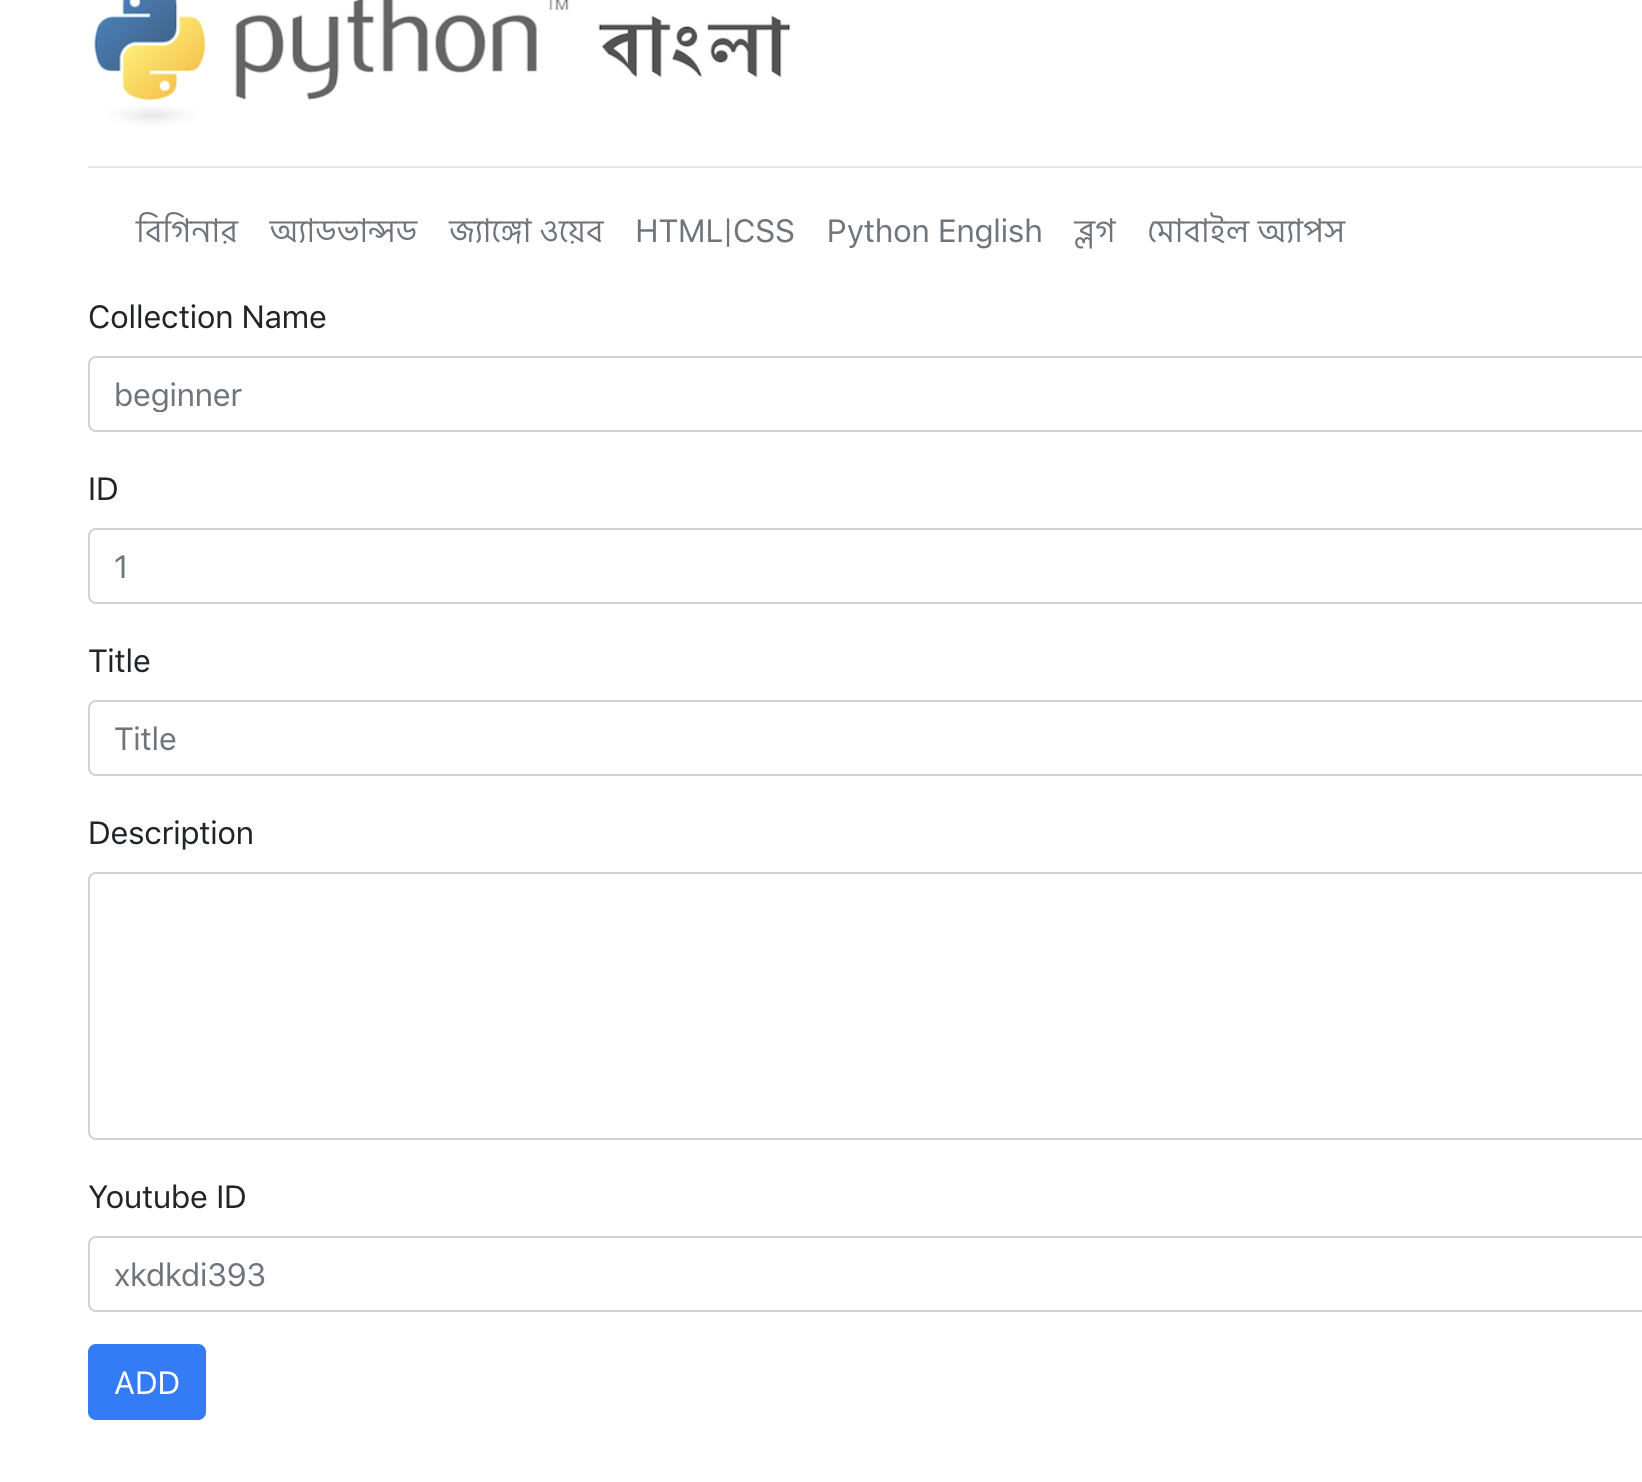 python™ বাংলা
বিগিনার অ্যাডভান্সড জ্যাঙ্গো ওয়েব HTML|CSS Python English ব্লগ মোবাইল অ্যাপস
Collection Name
beginner
ID
1
Title
Title
Description
Youtube ID
xkdkdi393
ADD